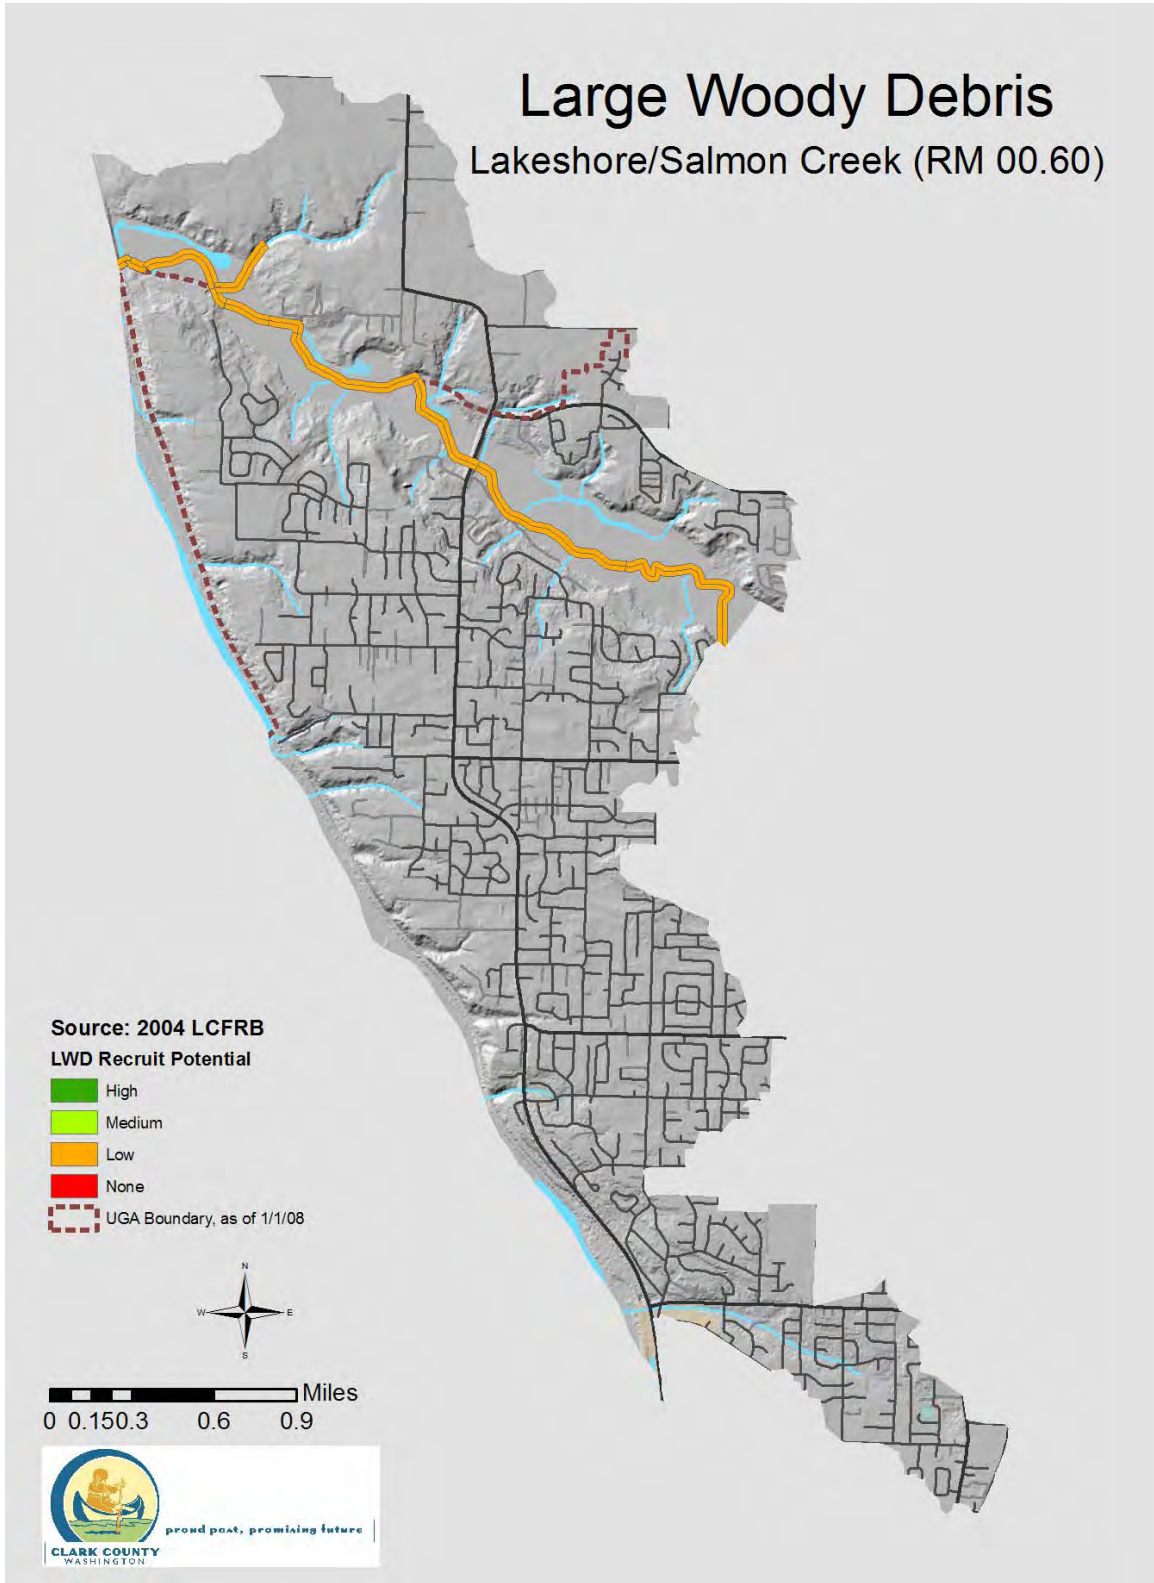 Large Woody Debris
Lakeshore/Salmon Creek (RM 00.60)
Source: 2004 LCFRB
LWD Recruit Potential
High
Medium
Low
None
UGA Boundary, as of 1/1/08
N
W E
S
Miles
0 0.15 0.3 0.6 0.9
proud past, promising future
CLARK COUNTY
WASHINGTON